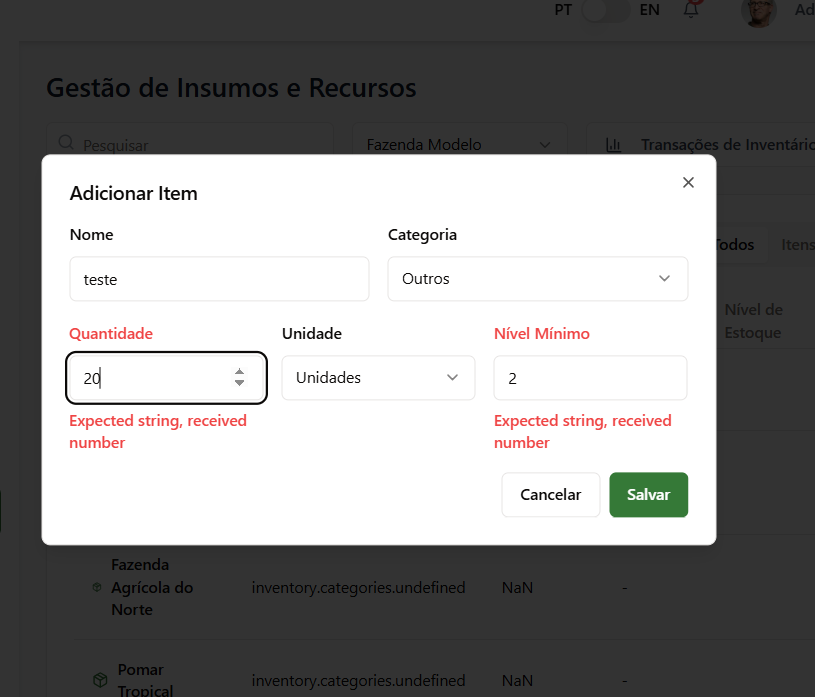 PT EN Ad
Gestão de Insumos e Recursos
Pesquisar
Fazenda Modelo
Transações de Inventário
Adicionar Item
Nome
Categoria
teste
Outros
Todos
Itens
Nível de
Estoque
Quantidade
Unidade
Nível Mínimo
20
Unidades
2
Expected string, received
number
Expected string, received
number
Cancelar
Salvar
Fazenda
Agrícola do
Norte
inventory.categories.undefined
NaN
-
Pomar
Tropical
inventory.categories.undefined
NaN
-